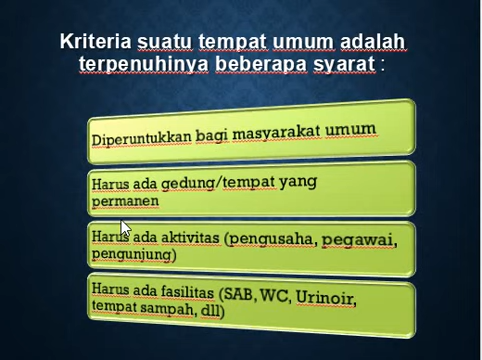 Kriteria suatu tempat umum adalah
terpenuhinya beberapa syarat :
Diperuntukkan bagi masyarakat umum
Harus ada gedung/tempat yang
permanen
Harus ada aktivitas (pengusaha, pegawai,
pengunjung)
Harus ada fasilitas (SAB, WC, Urinoir,
tempat sampah, dll)